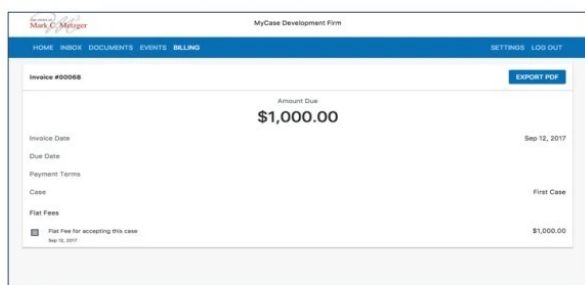 Mark C. Metzger
MyCase Development Firm
HOME INBOX DOCUMENTS EVENTS BILLING SETTINGS LOG OUT
Invoice #00068
EXPORT PDF
Amount Due
$1,000.00
Invoice Date Sep 12, 2017
Due Date
Payment Terms
Case First Case
Flat Fees
Flat Fee for accepting this case $1,000.00
Sep 12, 2017